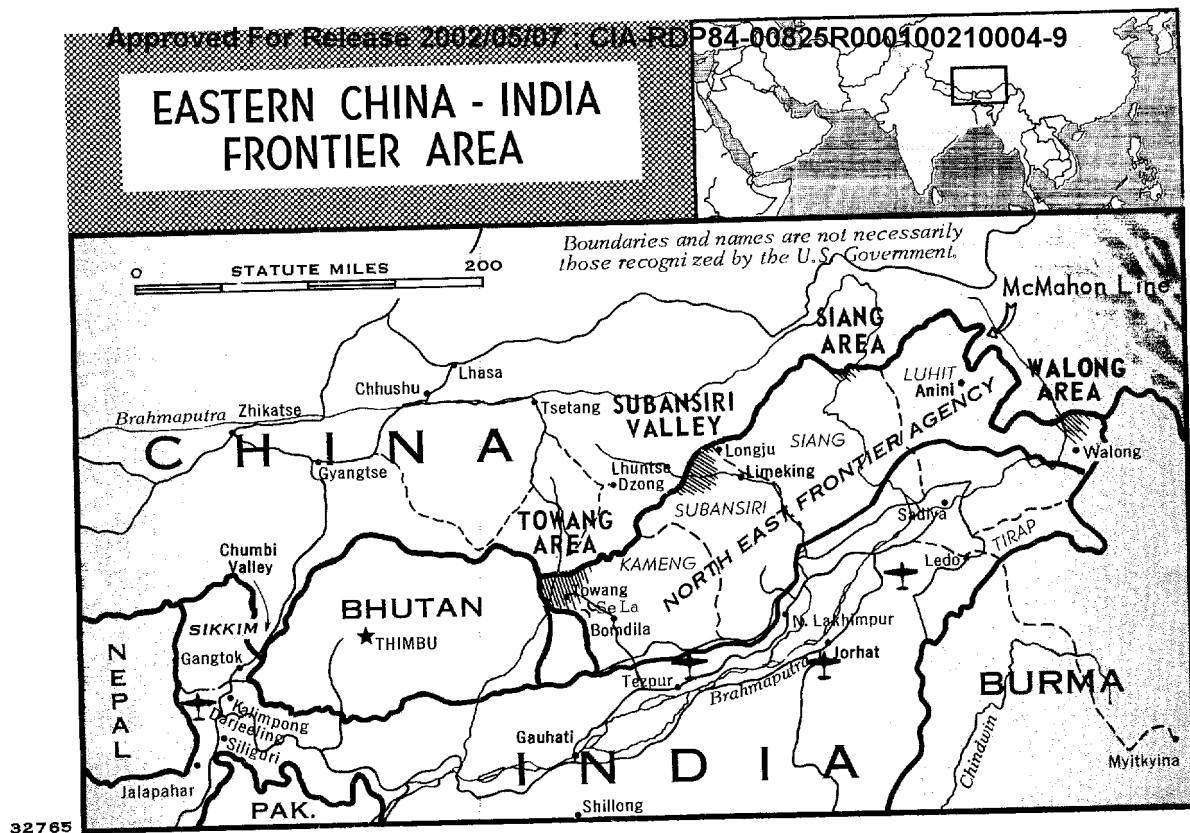 Approved For Release 2002/05/07 : CIA-RDP84-00825R000100210004-9
EASTERN CHINA - INDIA
FRONTIER AREA
Boundaries and names are not necessarily
those recognized by the U.S. Government.
0 STATUTE MILES 200
McMahon Line
SIANG
AREA
WALONG
AREA
LUHIT
Anini
Lhasa
Chhushu
Brahmaputra
Zhikatse
Tsetang
SUBANSIRI
VALLEY
CHINA
SIANG
Longju
Walong
Gyangtse
Lhuntse
Dzong
Limeking
NORTH EAST FRONTIER AGENCY
SUBANSIRI
Sadiya
TOWANG
AREA
TIRAP
Chumbi
Valley
KAMENG
Ledo
Towang
Se La
BHUTAN
Bomdila
N. Lakhimpur
SIKKIM
THIMBU
Jorhat
NEPAL
Gangtok
Tezpur
Brahmaputra
BURMA
Kalimpong
Darjeeling
Siliguri
Gauhati
INDIA
Chindwin
Myitkyina
Jalapahar
PAK.
Shillong
32765